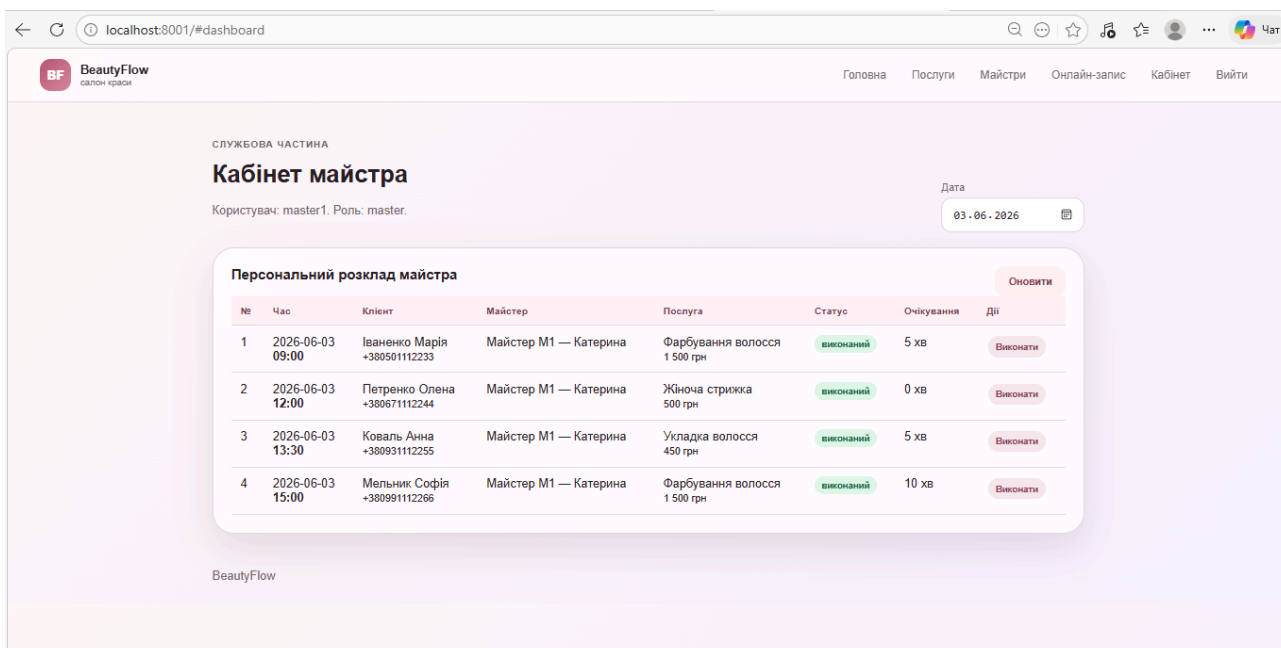 localhost:8001/#dashboard
Чат
BF
BeautyFlow
салон краси
Головна Послуги Майстри Онлайн-запис Кабінет Вийти
СЛУЖБОВА ЧАСТИНА
Кабінет майстра
Користувач: master1. Роль: master.
Дата
03.06.2026
Персональний розклад майстра
Оновити
№ Час Клієнт Майстер Послуга Статус Очікування Дії
1 2026-06-03 Іваненко Марія Майстер М1 — Катерина Фарбування волосся виконаний 5 хв Виконати
09:00 +380501112233 1 500 грн
2 2026-06-03 Петренко Олена Майстер М1 — Катерина Жіноча стрижка виконаний 0 хв Виконати
12:00 +380671112244 500 грн
3 2026-06-03 Коваль Анна Майстер М1 — Катерина Укладка волосся виконаний 5 хв Виконати
13:30 +380931112255 450 грн
4 2026-06-03 Мельник Софія Майстер М1 — Катерина Фарбування волосся виконаний 10 хв Виконати
15:00 +380991112266 1 500 грн
BeautyFlow